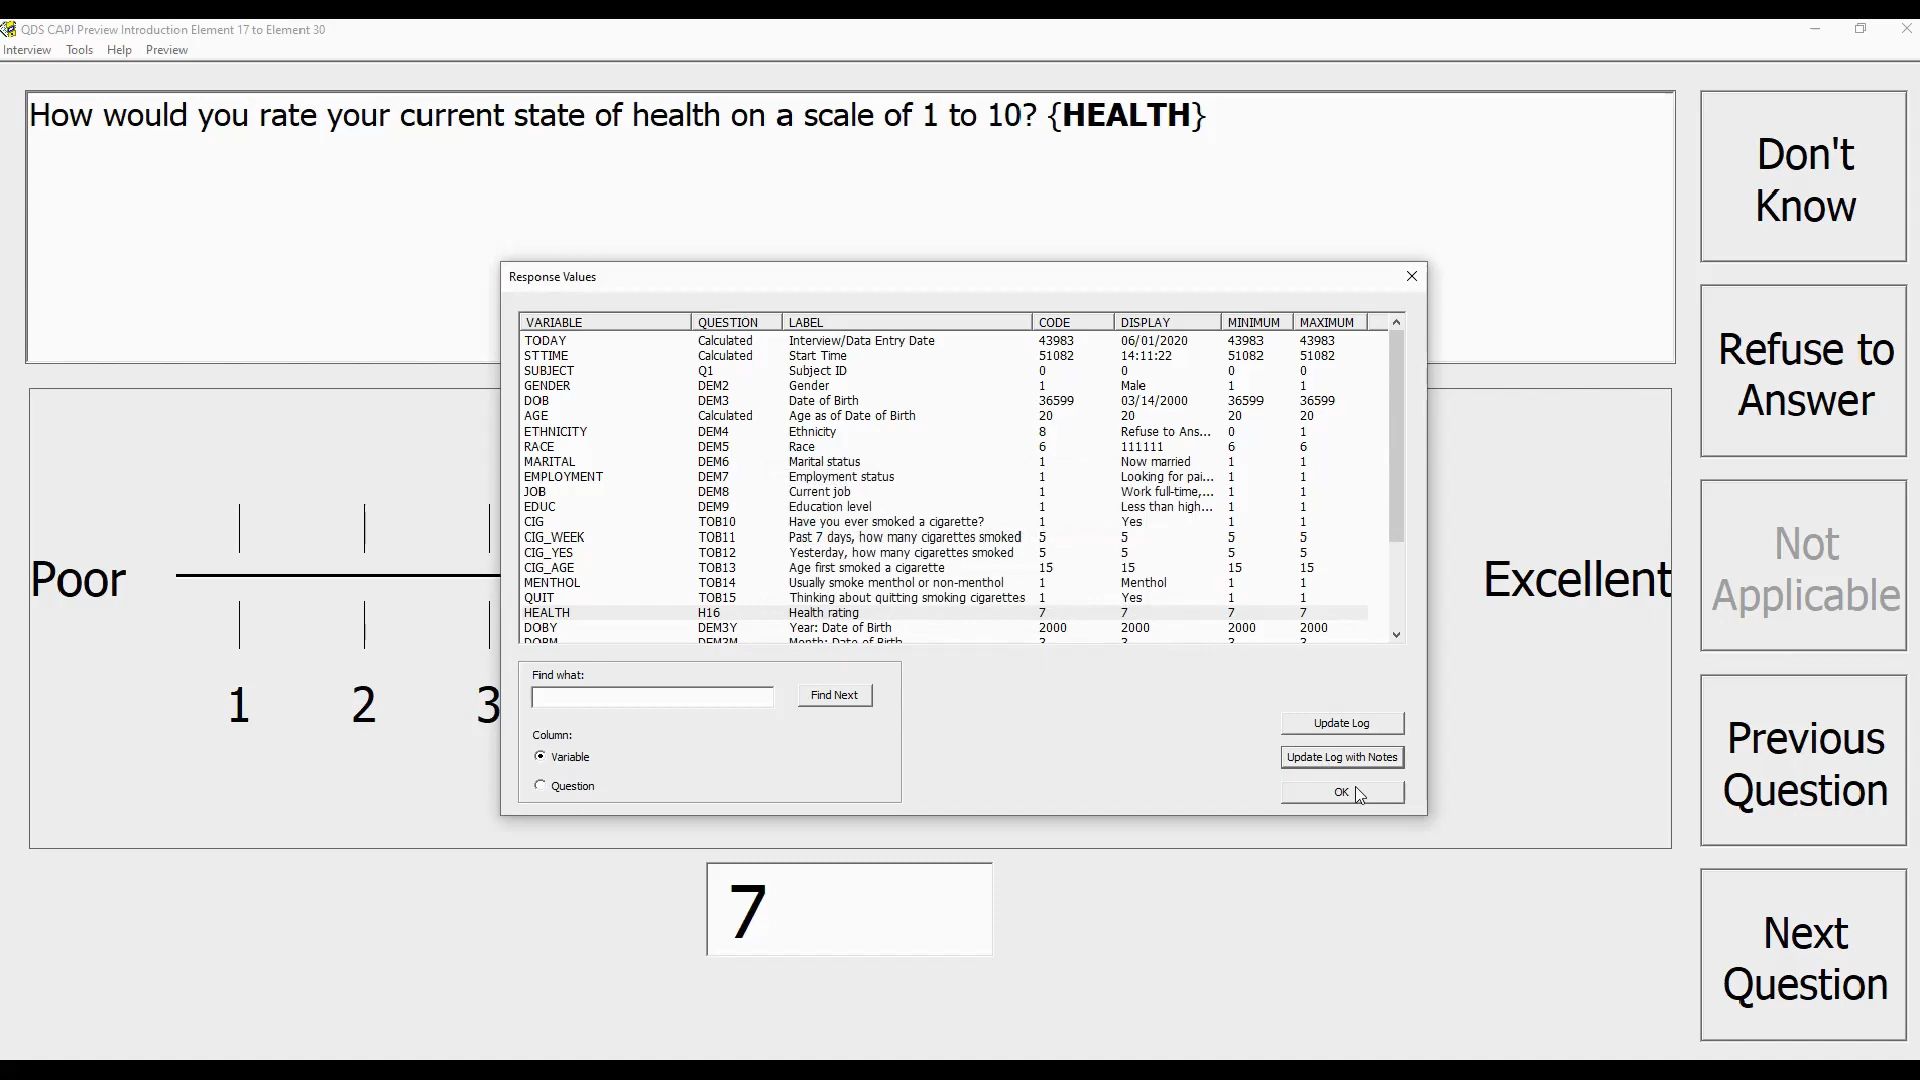 QDS CAPI Preview Introduction Element 17 to Element 30
Interview Tools Help Preview
How would you rate your current state of health on a scale of 1 to 10? {HEALTH}
Don't
Know
Refuse to
Answer
Not
Applicable
Previous
Question
Next
Question
Poor
Excellent
1 2 3
7
Response Values
VARIABLE QUESTION LABEL CODE DISPLAY MINIMUM MAXIMUM
TODAY Calculated Interview/Data Entry Date 43983 06/01/2020 43983 43983
STTIME Calculated Start Time 51082 14:11:22 51082 51082
SUBJECT Q1 Subject ID 0 0 0 0
GENDER DEM2 Gender 1 Male 1 1
DOB DEM3 Date of Birth 36599 03/14/2000 36599 36599
AGE Calculated Age as of Date of Birth 20 20 20 20
ETHNICITY DEM4 Ethnicity 8 Refuse to Ans... 0 1
RACE DEM5 Race 6 111111 6 6
MARITAL DEM6 Marital status 1 Now married 1 1
EMPLOYMENT DEM7 Employment status 1 Looking for pai... 1 1
JOB DEM8 Current job 1 Work full-time,... 1 1
EDUC DEM9 Education level 1 Less than high... 1 1
CIG TOB10 Have you ever smoked a cigarette? 1 Yes 1 1
CIG_WEEK TOB11 Past 7 days, how many cigarettes smoked 5 5 5 5
CIG_YES TOB12 Yesterday, how many cigarettes smoked 5 5 5 5
CIG_AGE TOB13 Age first smoked a cigarette 15 15 15 15
MENTHOL TOB14 Usually smoke menthol or non-menthol 1 Menthol 1 1
QUIT TOB15 Thinking about quitting smoking cigarettes 1 Yes 1 1
HEALTH H16 Health rating 7 7 7 7
DOBY DEM3Y Year: Date of Birth 2000 2000 2000 2000
DOBM DEM3M Month: Date of Birth 3 3 3 3
Find what:
Find Next
Column:
Variable
Question
Update Log
Update Log with Notes
OK